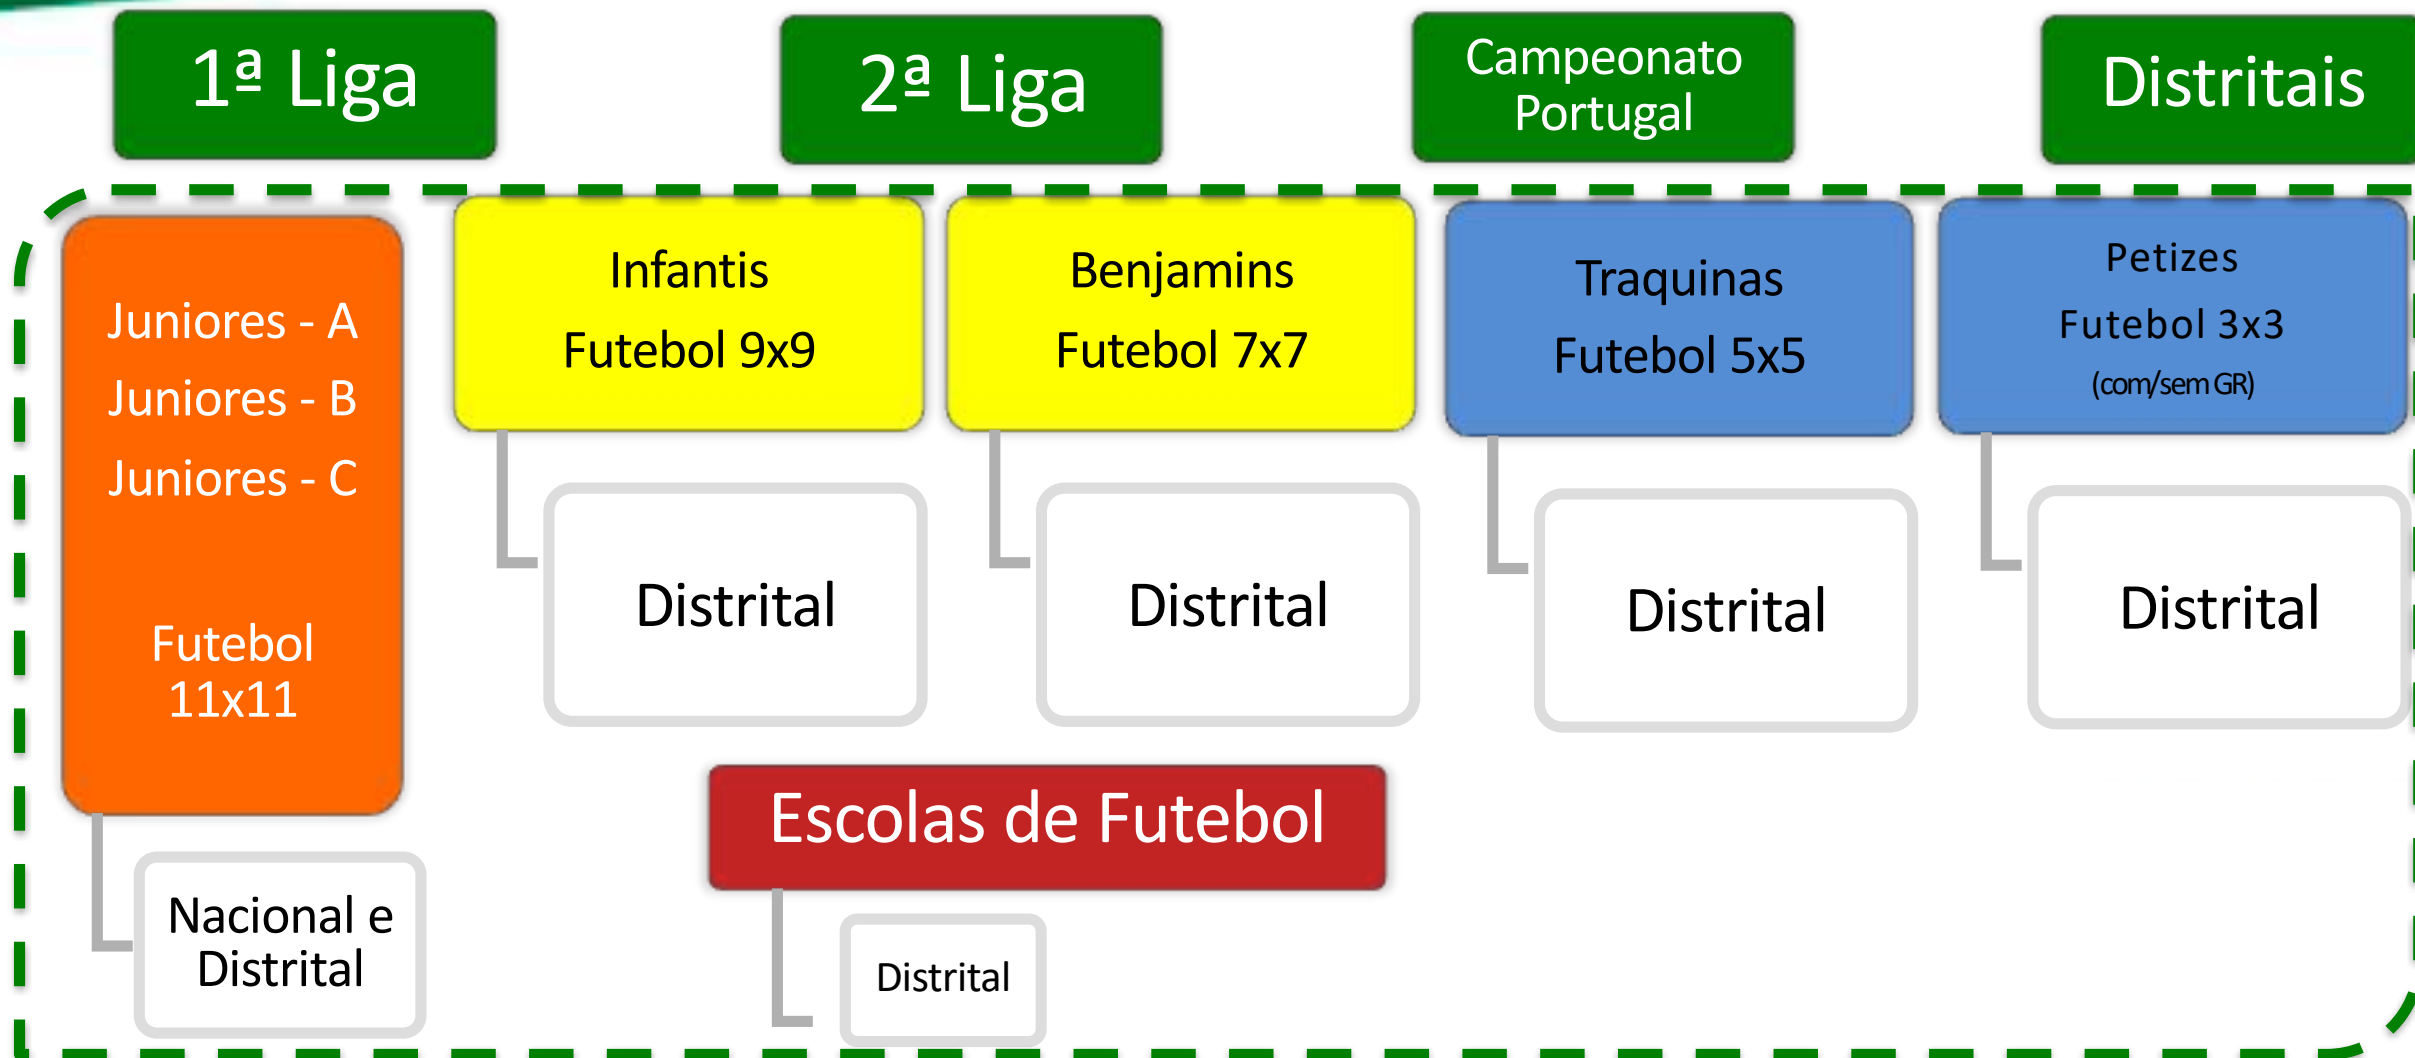 1ª Liga
2ª Liga
Campeonato
Portugal
Distritais
Juniores - A
Juniores - B
Juniores - C
Futebol
11x11
Nacional e
Distrital
Infantis
Futebol 9x9
Distrital
Benjamins
Futebol 7x7
Distrital
Traquinas
Futebol 5x5
Distrital
Petizes
Futebol 3x3
(com/sem GR)
Distrital
Escolas de Futebol
Distrital